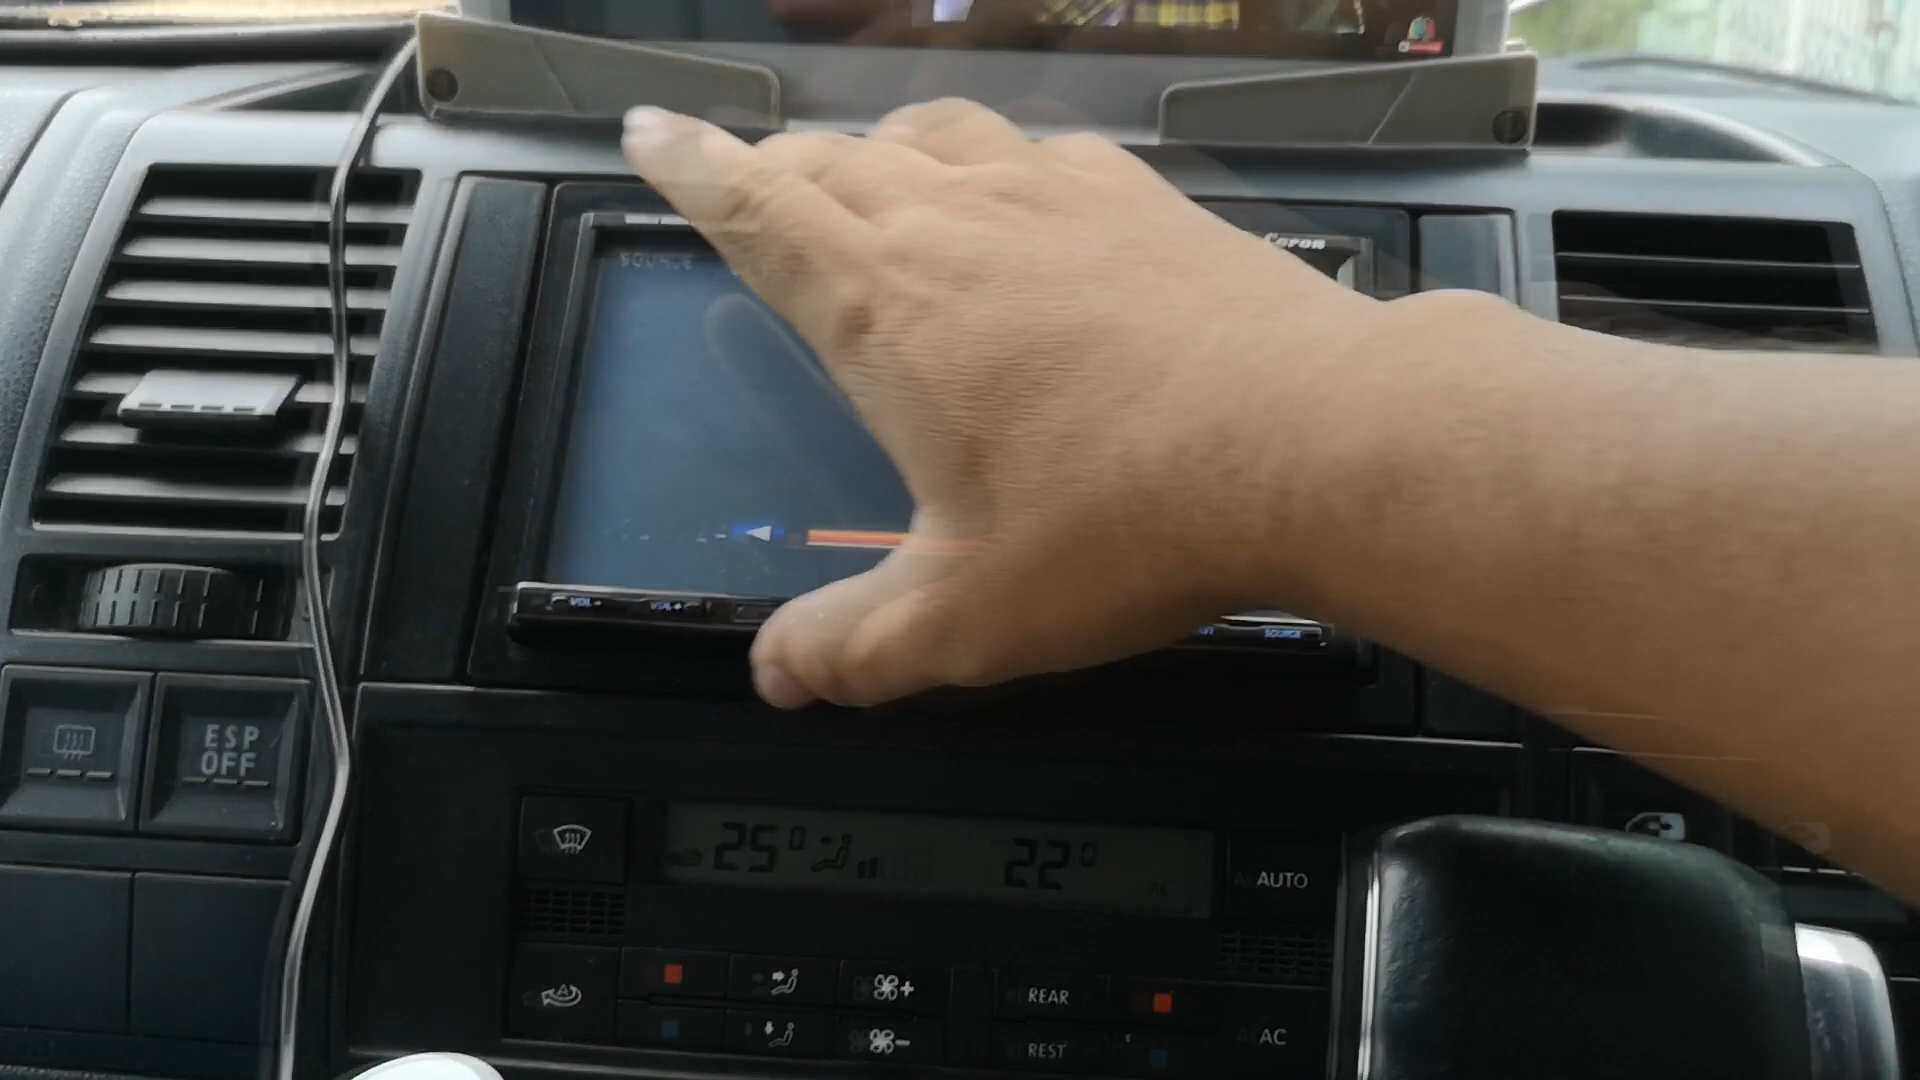 SOURCE
VOL -
VOL +
SOURCE
ESP
OFF
25° 22°
AUTO
A
REAR
REST
AC